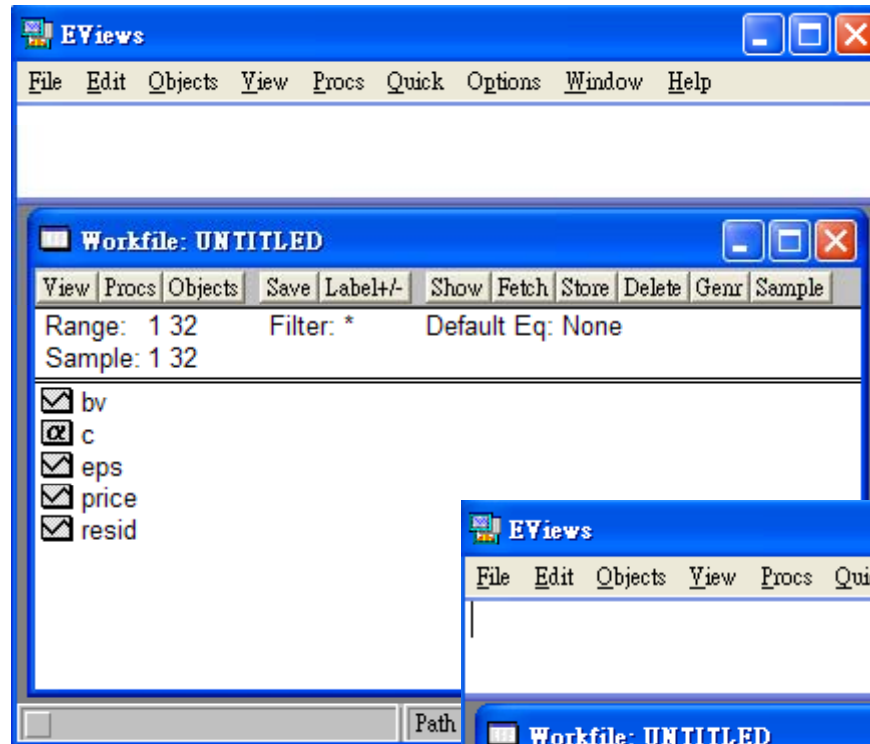 EViews
File Edit Objects View Procs Quick Options Window Help
Workfile: UNTITLED
View Procs Objects Save Label+/- Show Fetch Store Delete Genr Sample
Range: 1 32 Filter: * Default Eq: None
Sample: 1 32
bv
α c
eps
price
resid
Path
EViews
File Edit Objects View Procs Qui
Workfile: UNTITLED